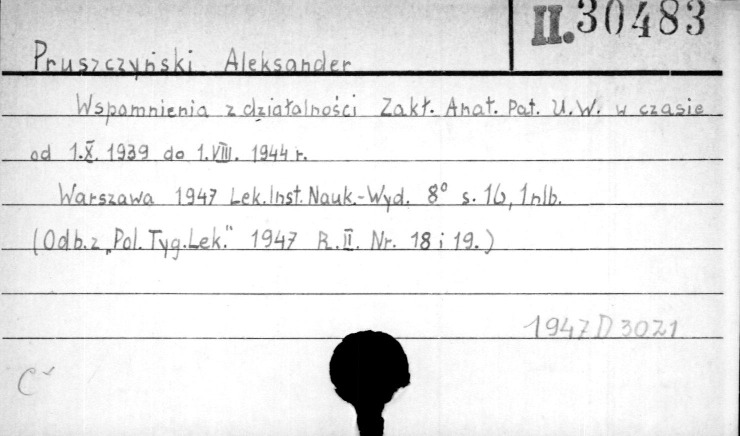 II. 30483
Pruszczyński Aleksander
Wspomnienia z działalności Zakł. Anat. Pat. U.W. w czasie
od 1.X. 1939 do 1.VIII. 1944 r.
Warszawa 1947 Lek. Inst. Nauk.-Wyd. 8° s. 16, 1 nlb.
(Odb. z „Pol. Tyg. Lek." 1947 R. II. Nr. 18 i 19.)
1947 D 3021